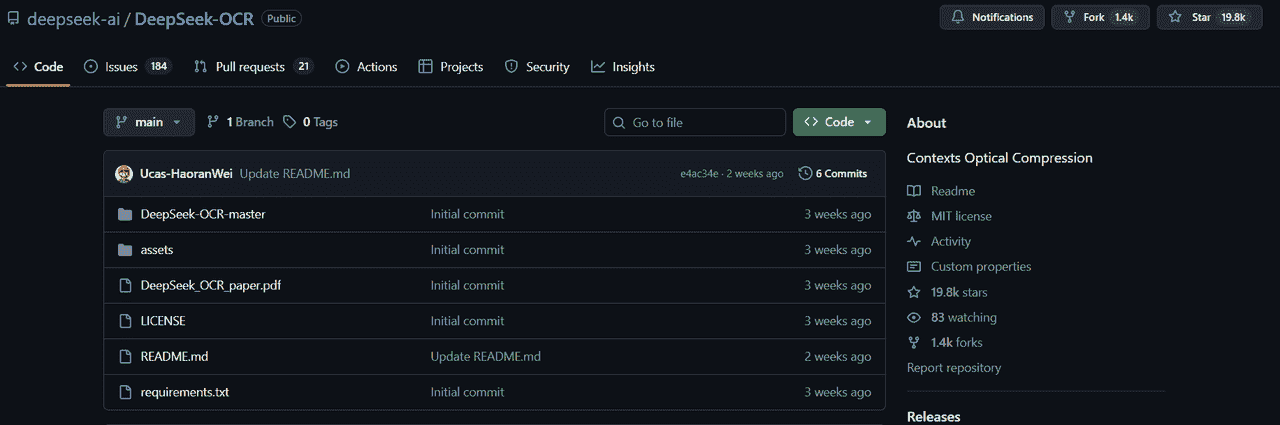 deepseek-ai / DeepSeek-OCR Public
Notifications Fork 1.4k Star 19.8k
Code Issues 184 Pull requests 21 Actions Projects Security Insights
main 1 Branch 0 Tags Go to file Code
Ucas-HaoranWei Update README.md e4ac34e · 2 weeks ago 6 Commits
DeepSeek-OCR-master Initial commit 3 weeks ago
assets Initial commit 3 weeks ago
DeepSeek_OCR_paper.pdf Initial commit 3 weeks ago
LICENSE Initial commit 3 weeks ago
README.md Update README.md 2 weeks ago
requirements.txt Initial commit 3 weeks ago
About
Contexts Optical Compression
Readme
MIT license
Activity
Custom properties
19.8k stars
83 watching
1.4k forks
Report repository
Releases